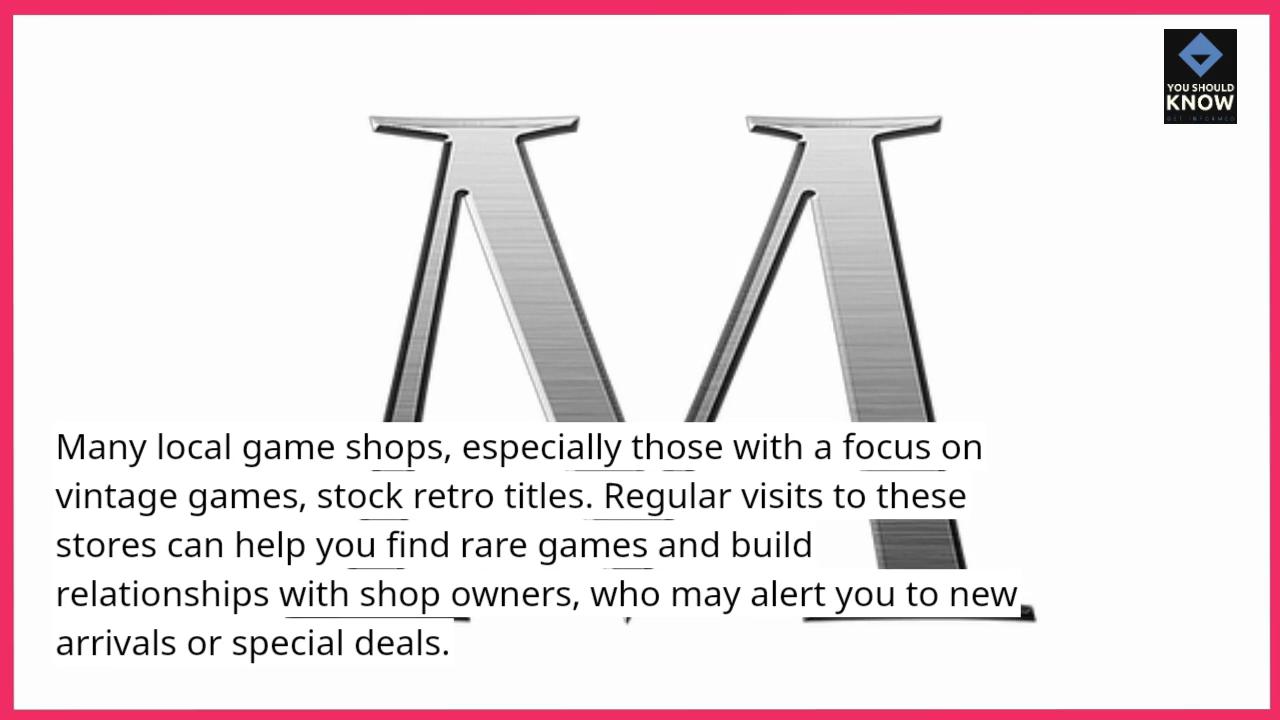 YOU SHOULD
KNOW
GET INFORMED
M
Many local game shops, especially those with a focus on
vintage games, stock retro titles. Regular visits to these
stores can help you find rare games and build
relationships with shop owners, who may alert you to new
arrivals or special deals.